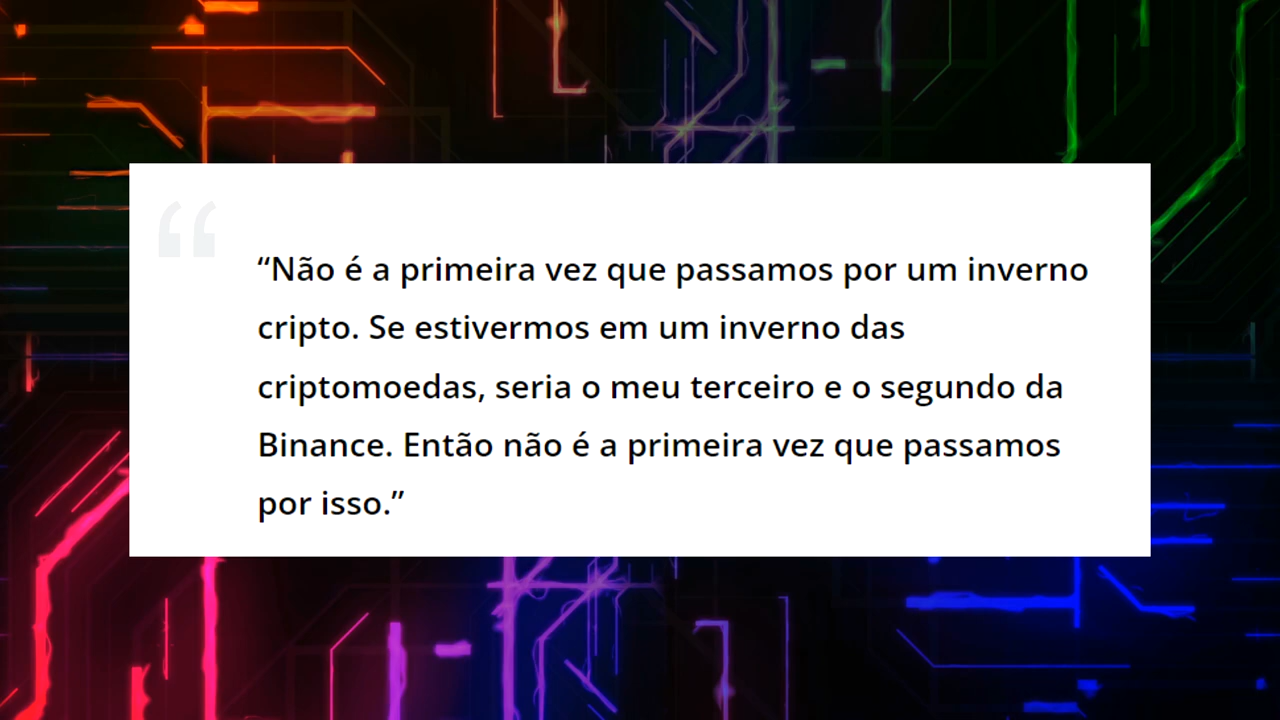 “Não é a primeira vez que passamos por um inverno
cripto. Se estivermos em um inverno das
criptomoedas, seria o meu terceiro e o segundo da
Binance. Então não é a primeira vez que passamos
por isso.”